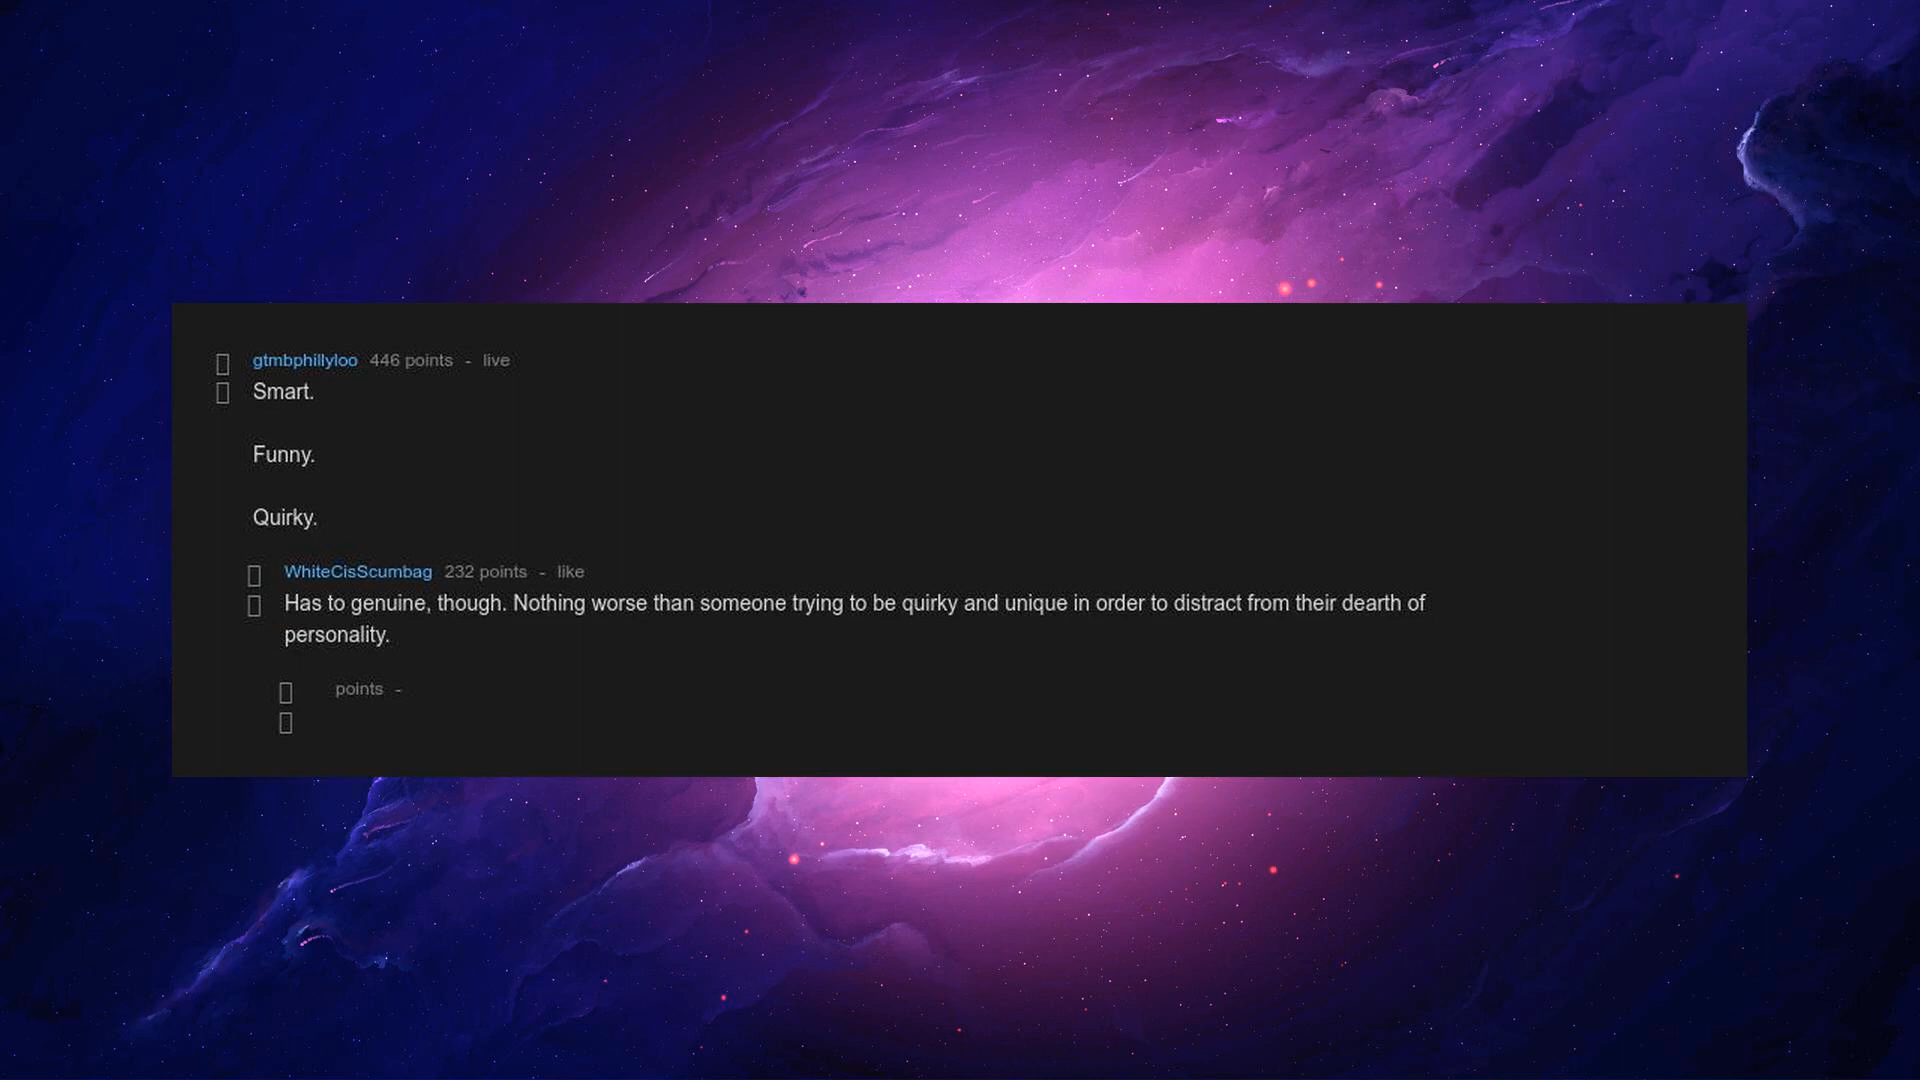 gtmbphillyloo 446 points - live
Smart.
Funny.
Quirky.
WhiteCisScumbag 232 points - like
Has to genuine, though. Nothing worse than someone trying to be quirky and unique in order to distract from their dearth of
personality.
points -